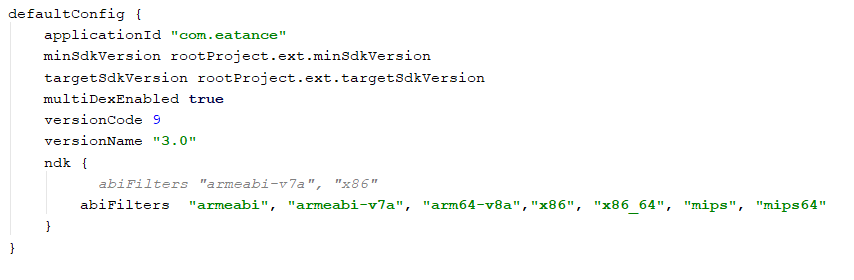 defaultConfig {
applicationId "com.eatance"
minSdkVersion rootProject.ext.minSdkVersion
targetSdkVersion rootProject.ext.targetSdkVersion
multiDexEnabled true
versionCode 9
versionName "3.0"
ndk {
abiFilters "armeabi-v7a", "x86"
abiFilters  "armeabi", "armeabi-v7a", "arm64-v8a","x86", "x86_64", "mips", "mips64"
}
}